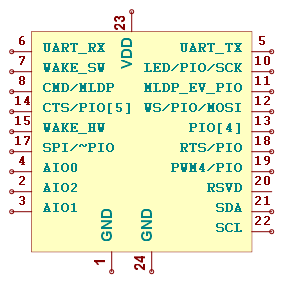 23
VDD
6 UART_RX UART_TX 5
7 WAKE_SW LED/PIO/SCK 10
8 CMD/MLDP MLDP_EV_PIO 11
14 CTS/PIO[5] WS/PIO/MOSI 12
15 WAKE_HW PIO[4] 13
17 SPI/~PIO RTS/PIO 18
4 AIO0 PWM4/PIO 19
2 AIO2 RSVD 20
3 AIO1 SDA 21
SCL 22
GND GND
1 24